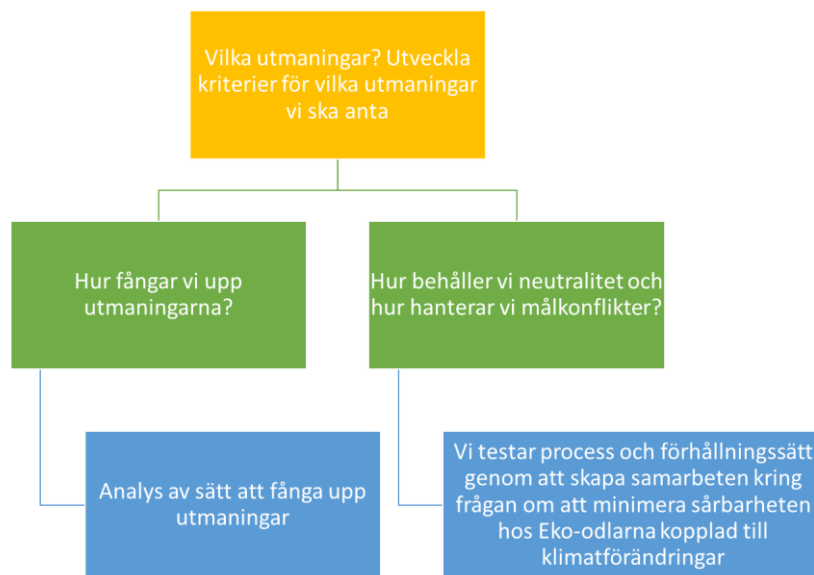 Vilka utmaningar? Utveckla
kriterier för vilka utmaningar
vi ska anta
Hur fångar vi upp
utmaningarna?
Hur behåller vi neutralitet och
hur hanterar vi målkonflikter?
Analys av sätt att fånga upp
utmaningar
Vi testar process och förhållningssätt
genom att skapa samarbeten kring
frågan om att minimera sårbarheten
hos Eko-odlarna kopplad till
klimatförändringar